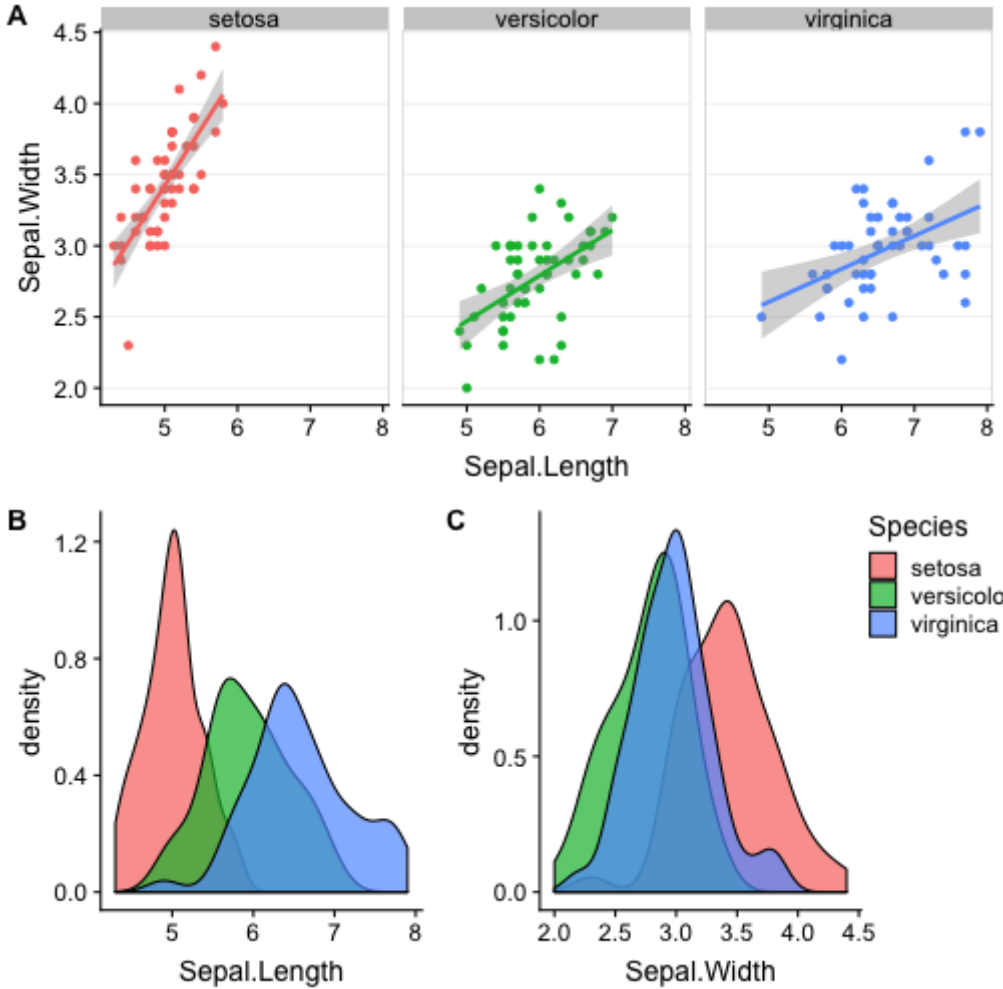 A
setosa
versicolor
virginica
4.5
4.0
3.5
3.0
2.5
2.0
Sepal.Width
5 6 7 8
5 6 7 8
5 6 7 8
Sepal.Length
B
1.2
0.8
0.4
0.0
density
5 6 7 8
Sepal.Length
C
1.0
0.5
0.0
density
2.0 2.5 3.0 3.5 4.0 4.5
Sepal.Width
Species
setosa
versicolo
virginica